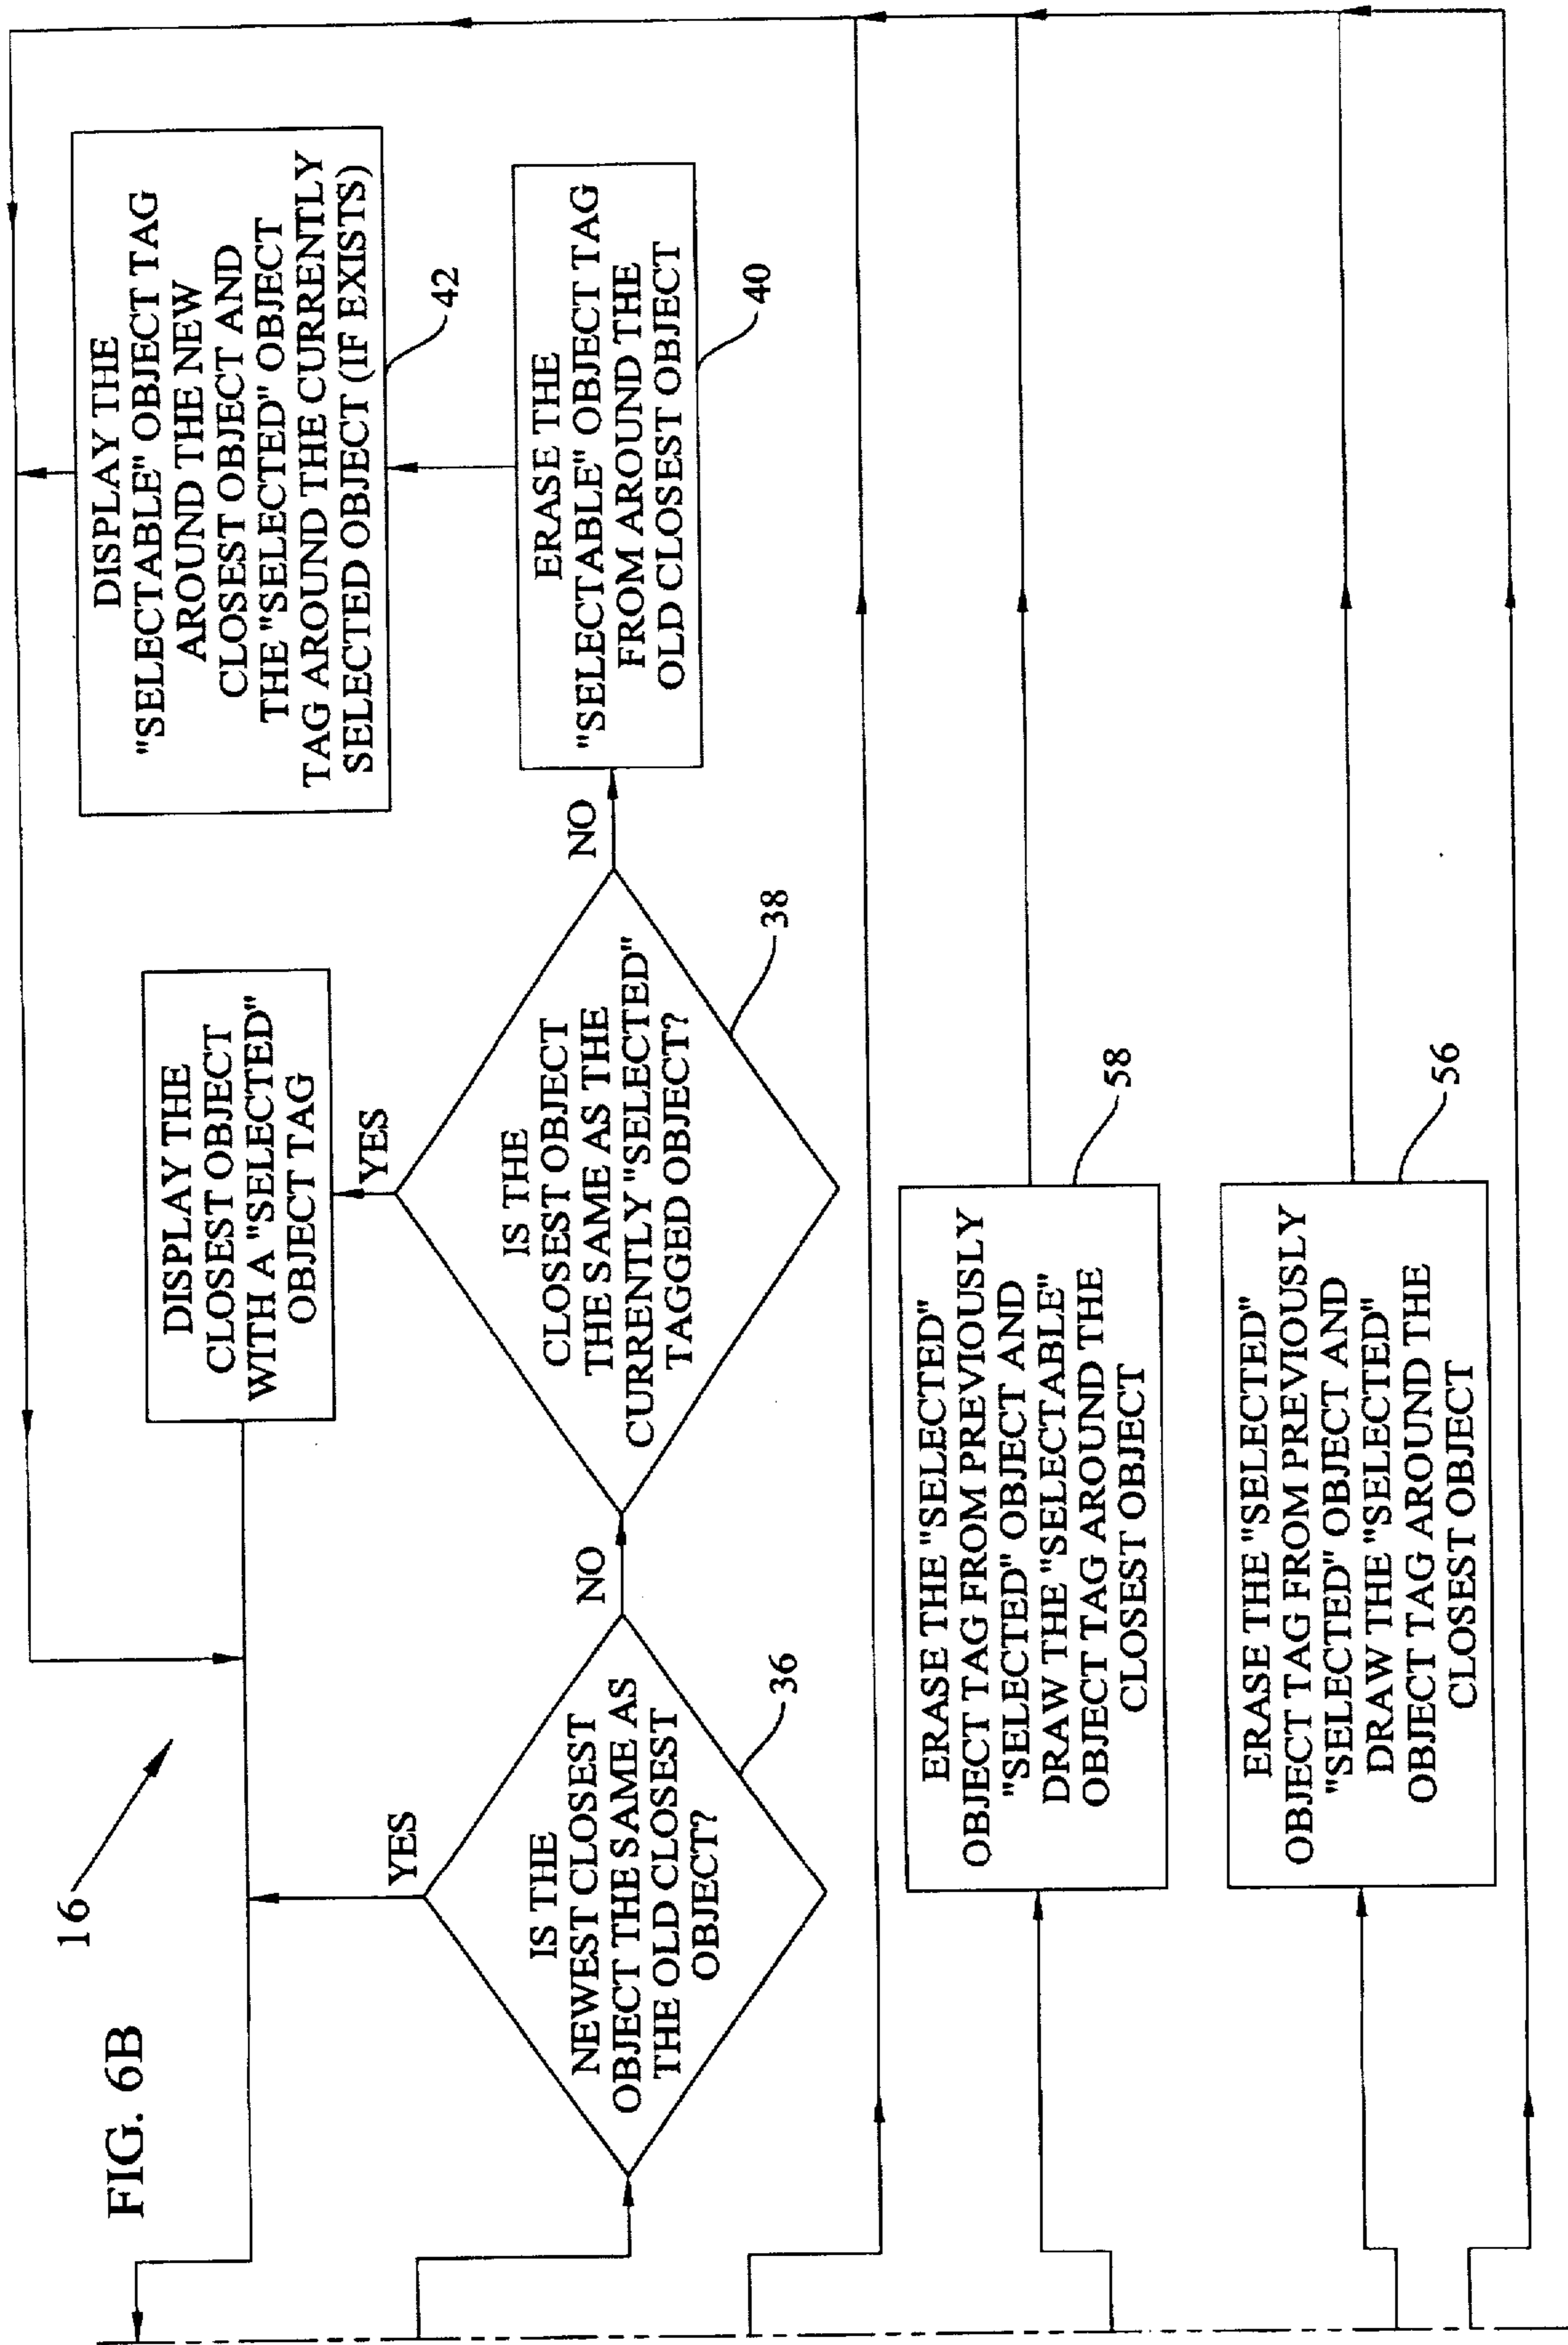 FIG. 6B
16
IS THE
NEWEST CLOSEST
OBJECT THE SAME AS
THE OLD CLOSEST
OBJECT?
36
YES
NO
IS THE
CLOSEST OBJECT
THE SAME AS THE
CURRENTLY "SELECTED"
TAGGED OBJECT?
38
YES
NO
DISPLAY THE
CLOSEST OBJECT
WITH A "SELECTED"
OBJECT TAG
DISPLAY THE
"SELECTABLE" OBJECT TAG
AROUND THE NEW
CLOSEST OBJECT AND
THE "SELECTED" OBJECT
TAG AROUND THE CURRENTLY
SELECTED OBJECT (IF EXISTS)
42
ERASE THE
"SELECTABLE" OBJECT TAG
FROM AROUND THE
OLD CLOSEST OBJECT
40
ERASE THE "SELECTED"
OBJECT TAG FROM PREVIOUSLY
"SELECTED" OBJECT AND
DRAW THE "SELECTABLE"
OBJECT TAG AROUND THE
CLOSEST OBJECT
58
ERASE THE "SELECTED"
OBJECT TAG FROM PREVIOUSLY
"SELECTED" OBJECT AND
DRAW THE "SELECTED"
OBJECT TAG AROUND THE
CLOSEST OBJECT
56